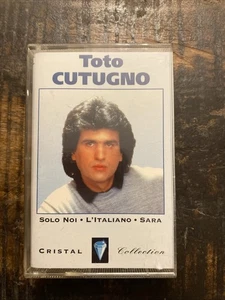 Toto
CUTUGNO
SOLO NOI • L'ITALIANO • SARA
CRISTAL Collection